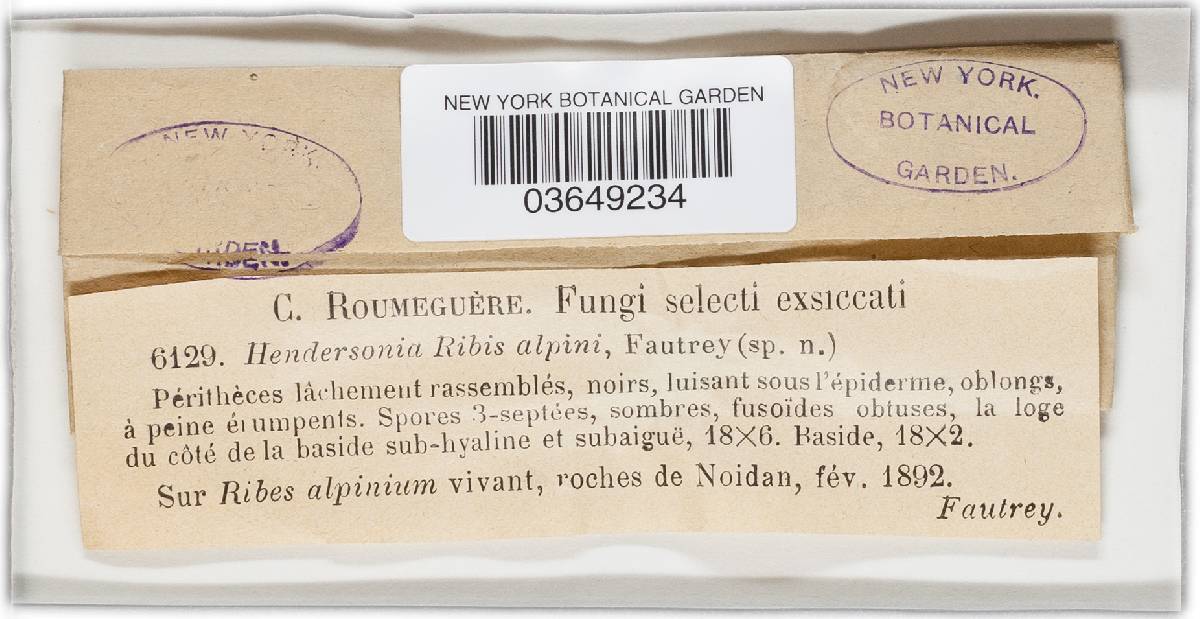 NEW YORK BOTANICAL GARDEN
03649234
NEW YORK.
BOTANICAL
GARDEN.
NEW YORK.
C. ROUMEGUÈRE. Fungi selecti exsiccati
6129. Hendersonia Ribis alpini, Fautrey (sp. n.)
Périthèces lâchement rassemblés, noirs, luisant sous l'épiderme, oblongs,
à peine érumpents. Spores 3-septées, sombres, fusoïdes obtuses, la loge
du côté de la baside sub-hyaline et subaiguë, 18×6. Baside, 18×2.
Sur Ribes alpinium vivant, roches de Noidan, fév. 1892.
Fautrey.